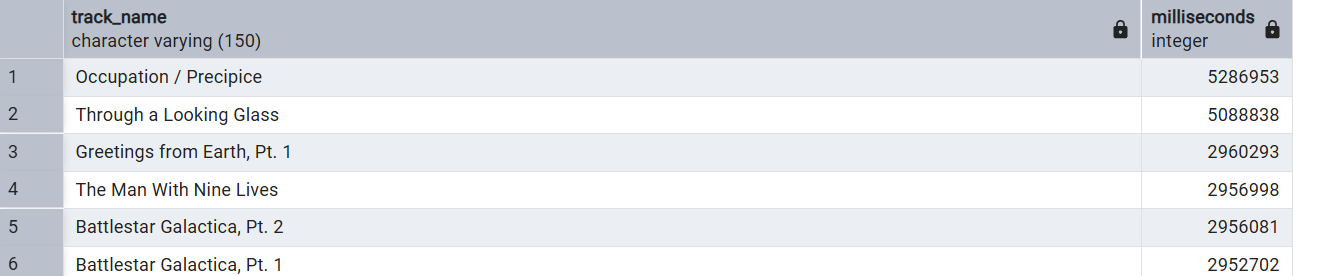 track_name milliseconds
character varying (150) integer
1 Occupation / Precipice 5286953
2 Through a Looking Glass 5088838
3 Greetings from Earth, Pt. 1 2960293
4 The Man With Nine Lives 2956998
5 Battlestar Galactica, Pt. 2 2956081
6 Battlestar Galactica, Pt. 1 2952702